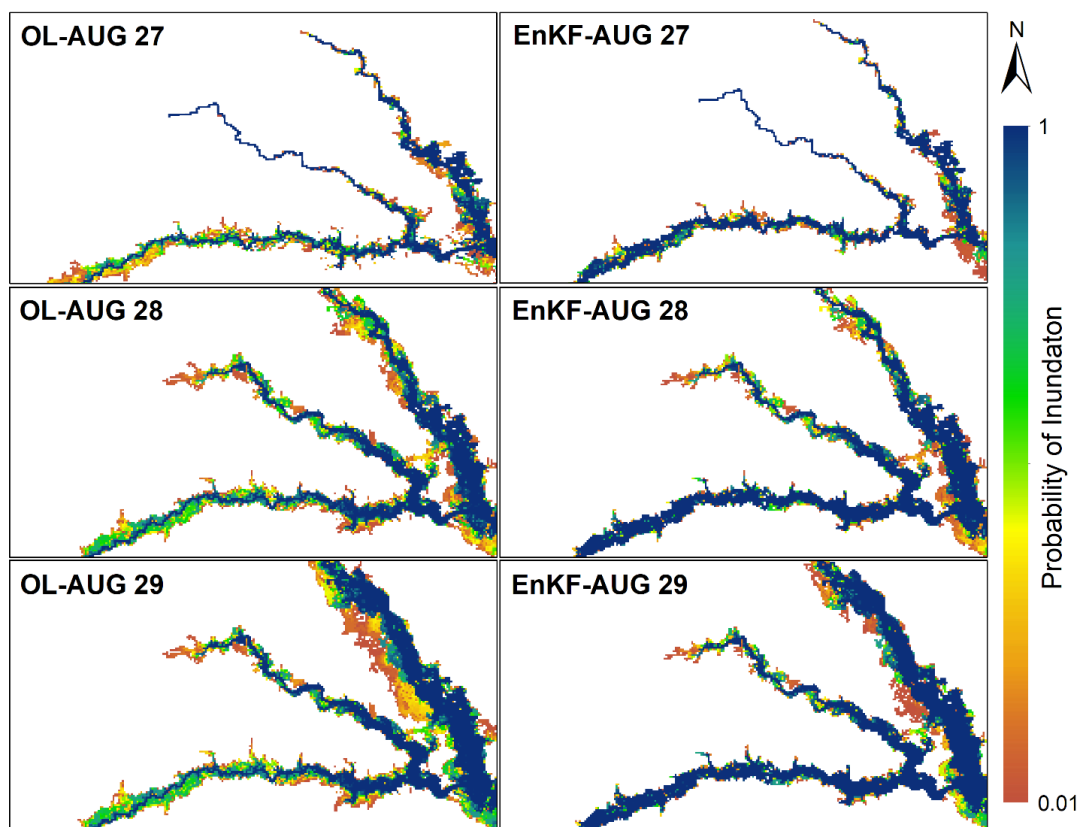 OL-AUG 27
EnKF-AUG 27
N
OL-AUG 28
EnKF-AUG 28
OL-AUG 29
EnKF-AUG 29
1
Probability of Inundaton
0.01